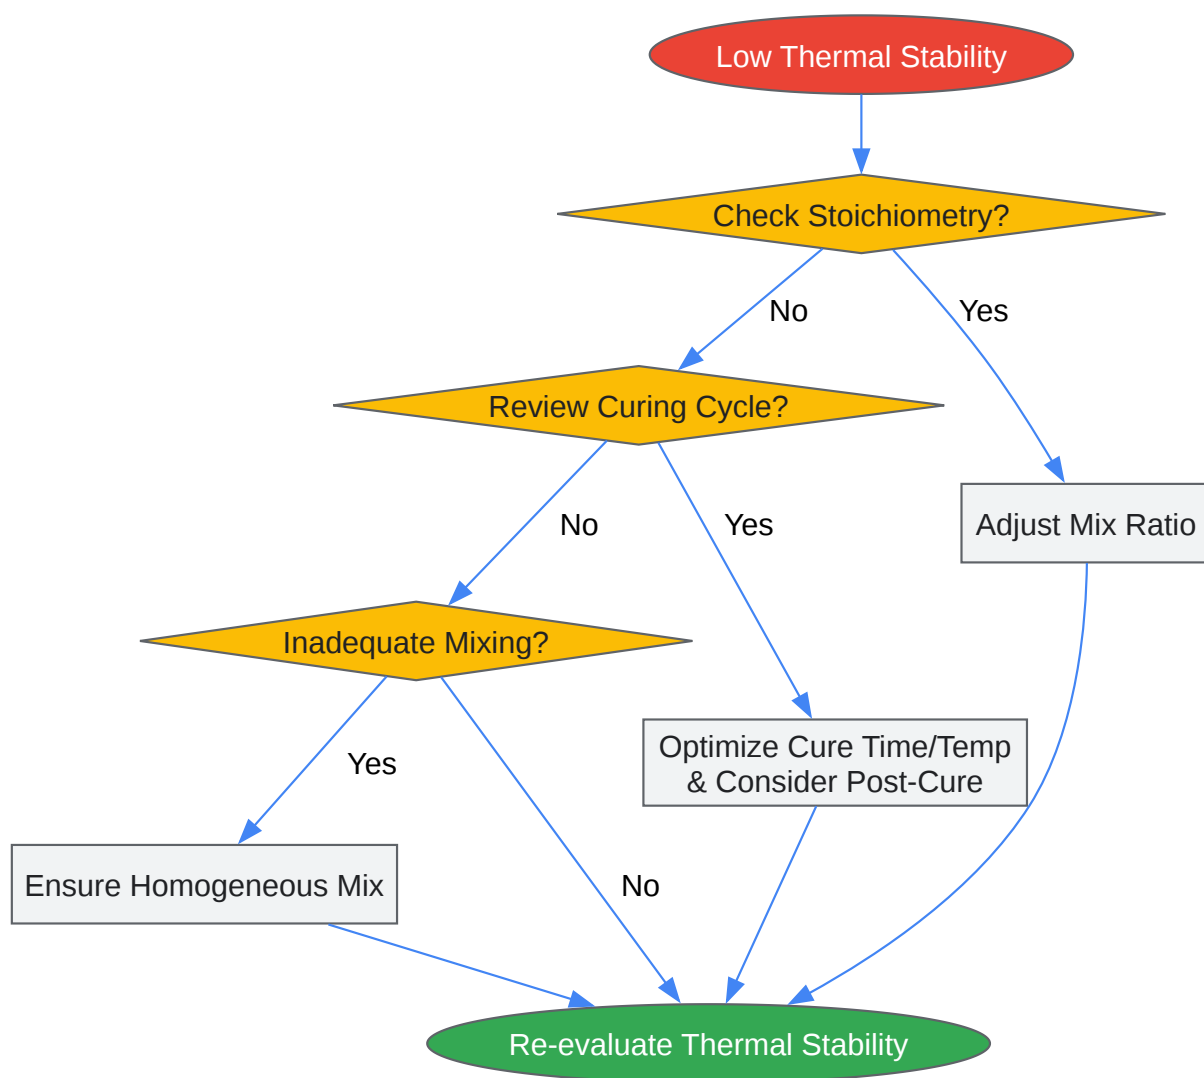 Low Thermal Stability
Check Stoichiometry?
No
Yes
Review Curing Cycle?
No
Yes
Adjust Mix Ratio
Inadequate Mixing?
Optimize Cure Time/Temp
& Consider Post-Cure
Yes
Ensure Homogeneous Mix
No
Re-evaluate Thermal Stability